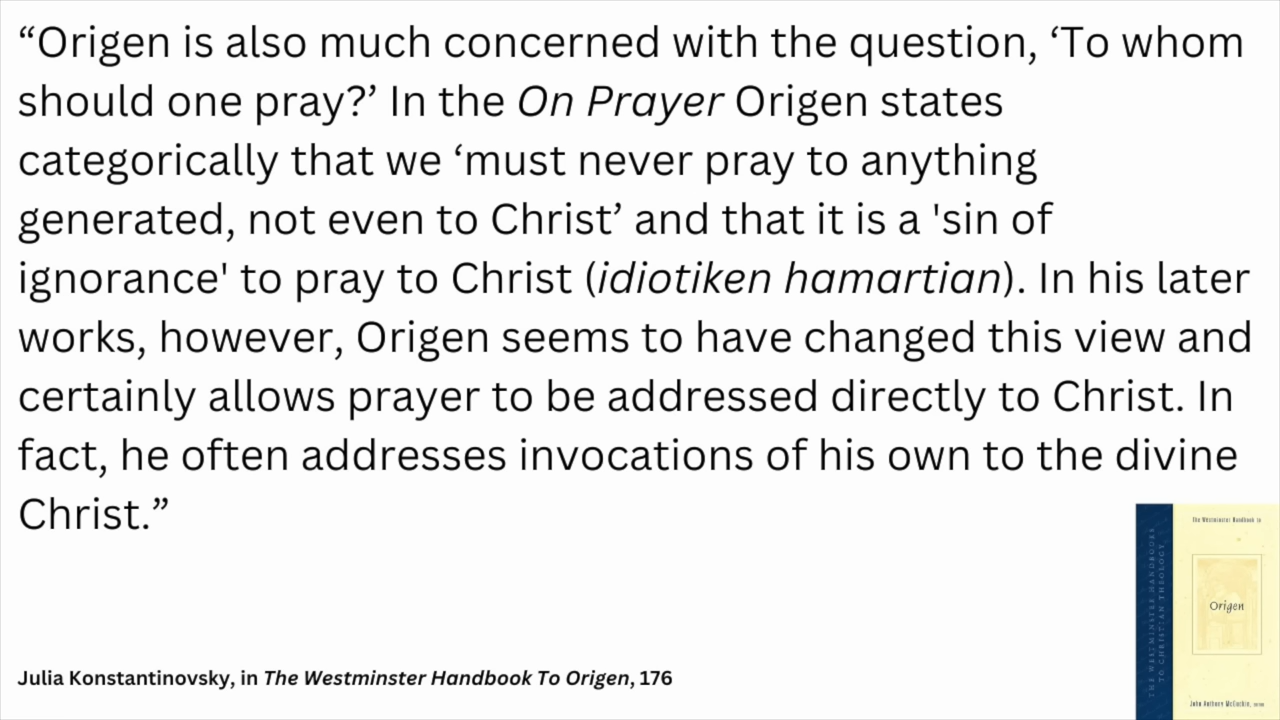 “Origen is also much concerned with the question, ‘To whom
should one pray?’ In the On Prayer Origen states
categorically that we ‘must never pray to anything
generated, not even to Christ’ and that it is a 'sin of
ignorance' to pray to Christ (idiotiken hamartian). In his later
works, however, Origen seems to have changed this view and
certainly allows prayer to be addressed directly to Christ. In
fact, he often addresses invocations of his own to the divine
Christ.”
The Westminster Handbook to
THE WESTMINSTER HANDBOOKS
TO CHRISTIAN THEOLOGY
Origen
John Anthony McGuckin, EDITOR
Julia Konstantinovsky, in The Westminster Handbook To Origen, 176